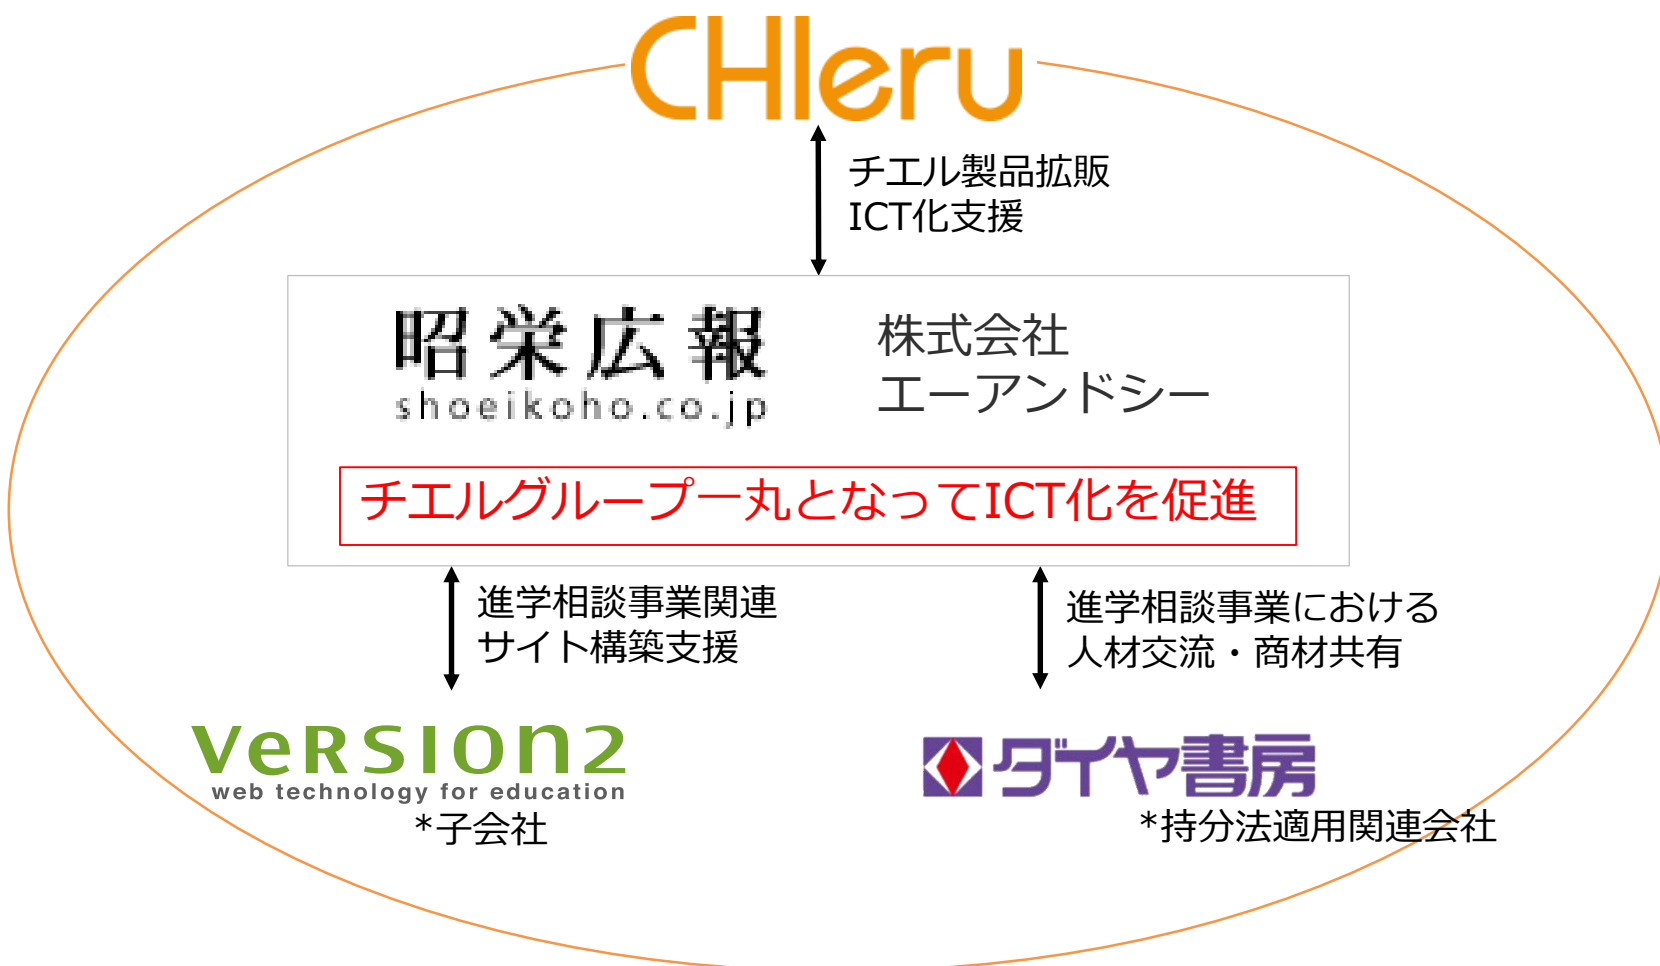 CHIeru
チエル製品拡販
ICT化支援
昭栄広報
shoeikoho.co.jp
株式会社
エーアンドシー
チエルグループ一丸となってICT化を促進
進学相談事業関連
サイト構築支援
進学相談事業における
人材交流・商材共有
VeRSION2
web technology for education
*子会社
ダイヤ書房
*持分法適用関連会社